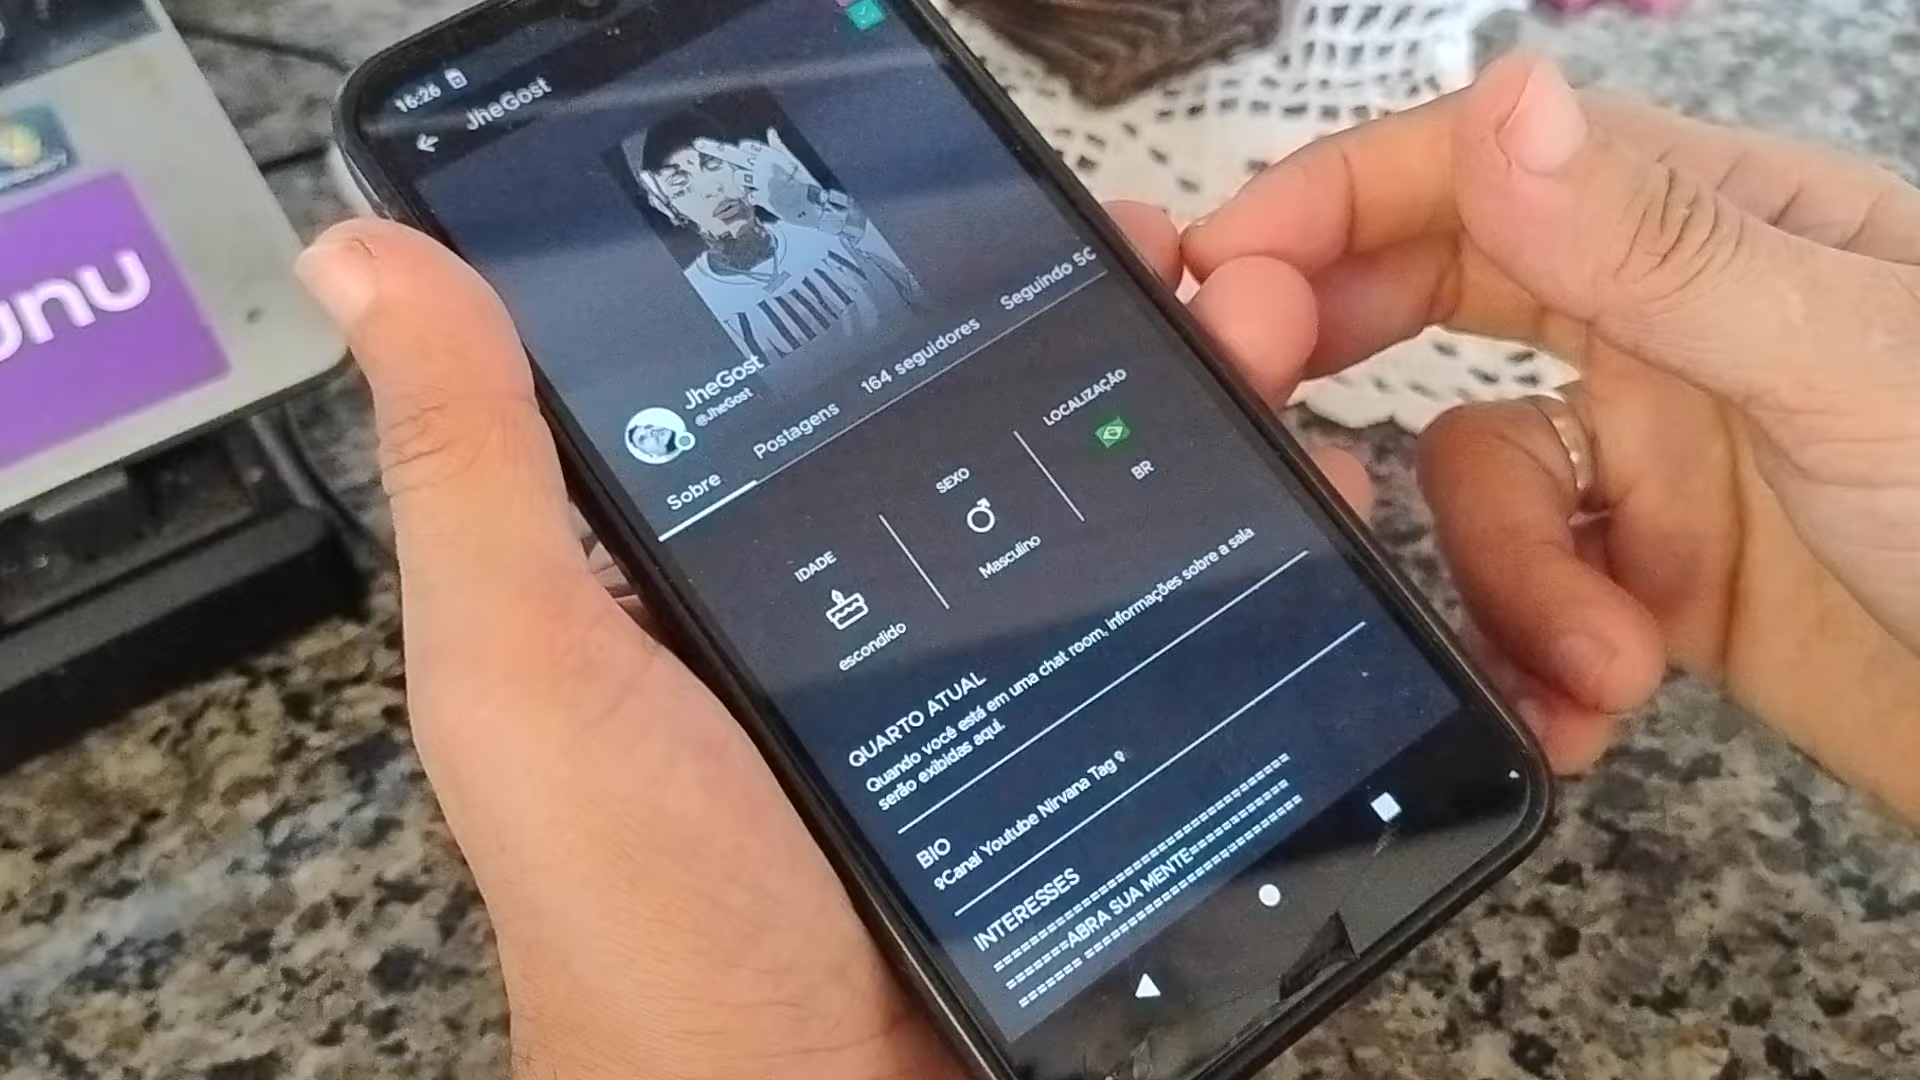 16:26
JheGost
JheGost
@JheGost
Sobre
Postagens
164 seguidores
Seguindo
IDADE
escondido
SEXO
Masculino
LOCALIZAÇÃO
BR
QUARTO ATUAL
Quando você está em uma chat room, informações sobre a sala
serão exibidas aqui.
BIO
Canal Youtube Nirvana Tag
INTERESSES
ABRA SUA MENTE
nu